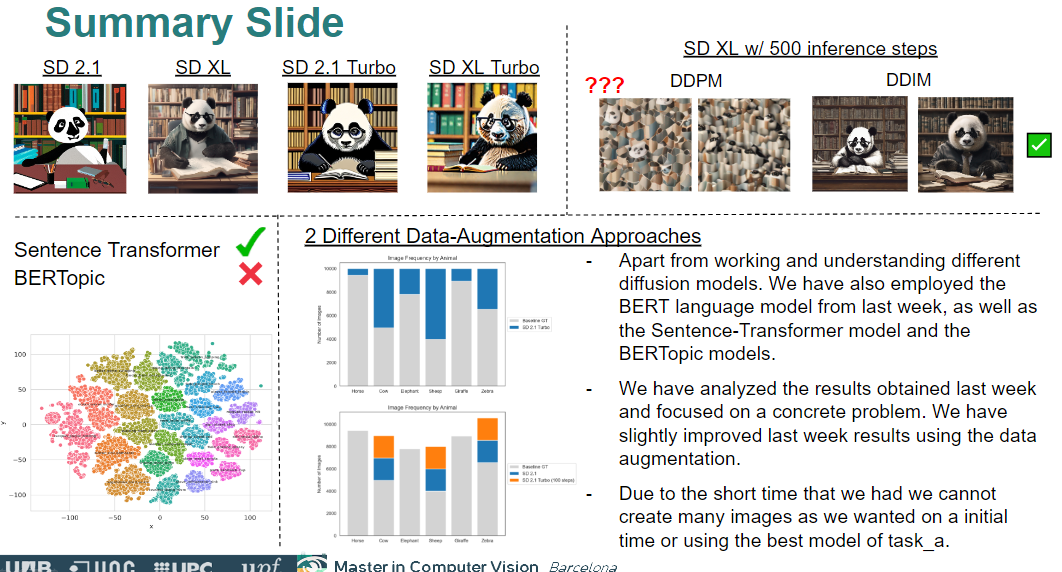 Summary Slide
SD 2.1
SD XL
SD 2.1 Turbo
SD XL Turbo
SD XL w/ 500 inference steps
???
DDPM
DDIM
Sentence Transformer
BERTopic
100
50
0
−50
−100
y
−100
−50
0
50
100
x
2 Different Data-Augmentation Approaches
Image Frequency by Animal
Number of Images
10000
8000
6000
4000
2000
0
Horse
Cow
Elephant
Sheep
Giraffe
Zebra
Baseline GT
SD 2.1 Turbo
Image Frequency by Animal
Number of Images
10000
8000
6000
4000
2000
0
Horse
Cow
Elephant
Sheep
Giraffe
Zebra
Baseline GT
SD 2.1
SD 2.1 Turbo (100 steps)
- Apart from working and understanding different
diffusion models. We have also employed the
BERT language model from last week, as well as
the Sentence-Transformer model and the
BERTopic models.
- We have analyzed the results obtained last week
and focused on a concrete problem. We have
slightly improved last week results using the data
augmentation.
- Due to the short time that we had we cannot
create many images as we wanted on a initial
time or using the best model of task_a.
UAB
UOC
UPC
upf
Master in Computer Vision Barcelona